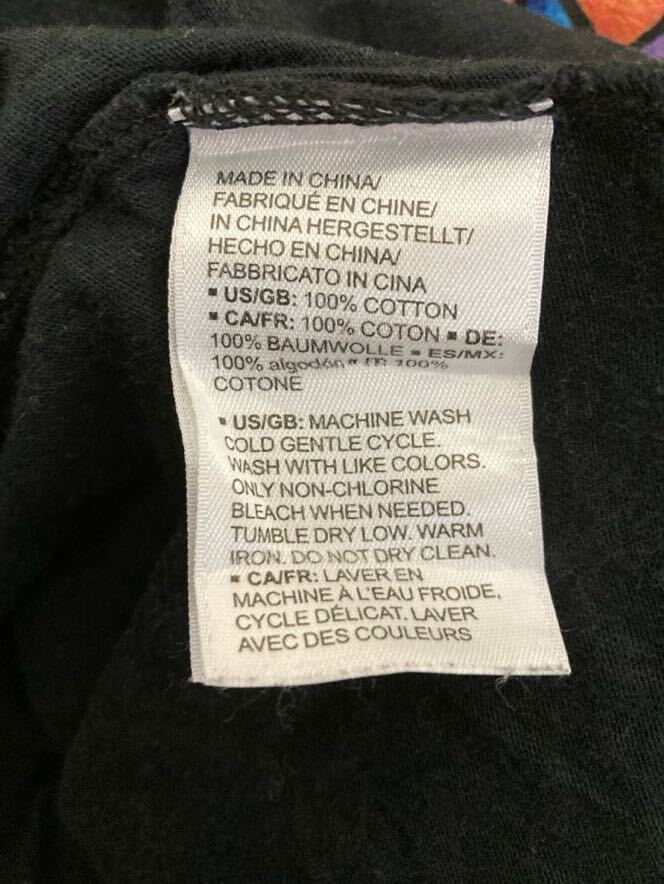 MADE IN CHINA/
FABRIQUÉ EN CHINE/
IN CHINA HERGESTELLT/
HECHO EN CHINA/
FABBRICATO IN CINA
▪ US/GB: 100% COTTON
▪ CA/FR: 100% COTON ▪ DE:
100% BAUMWOLLE ▪ ES/MX:
100% algodón ▪ IT: 100%
COTONE
▪ US/GB: MACHINE WASH
COLD GENTLE CYCLE.
WASH WITH LIKE COLORS.
ONLY NON-CHLORINE
BLEACH WHEN NEEDED.
TUMBLE DRY LOW. WARM
IRON. DO NOT DRY CLEAN.
▪ CA/FR: LAVER EN
MACHINE À L'EAU FROIDE,
CYCLE DÉLICAT. LAVER
AVEC DES COULEURS